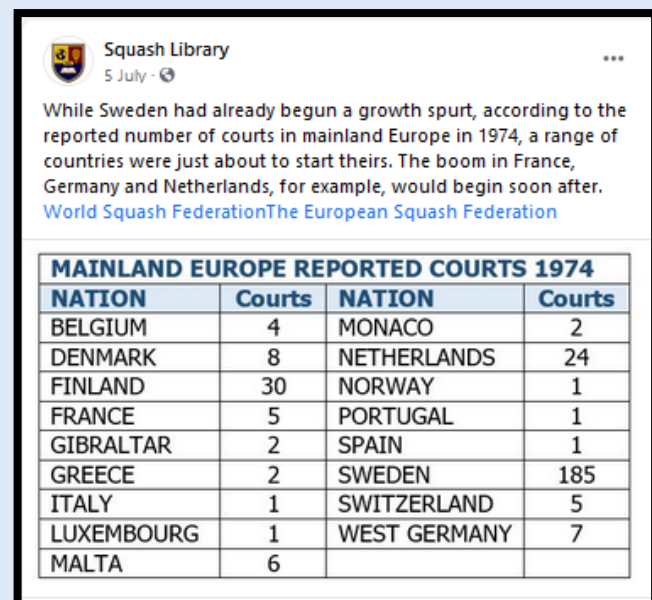 Squash Library
5 July ·
While Sweden had already begun a growth spurt, according to the
reported number of courts in mainland Europe in 1974, a range of
countries were just about to start theirs. The boom in France,
Germany and Netherlands, for example, would begin soon after.
World Squash FederationThe European Squash Federation
MAINLAND EUROPE REPORTED COURTS 1974
NATION Courts NATION Courts
BELGIUM 4 MONACO 2
DENMARK 8 NETHERLANDS 24
FINLAND 30 NORWAY 1
FRANCE 5 PORTUGAL 1
GIBRALTAR 2 SPAIN 1
GREECE 2 SWEDEN 185
ITALY 1 SWITZERLAND 5
LUXEMBOURG 1 WEST GERMANY 7
MALTA 6